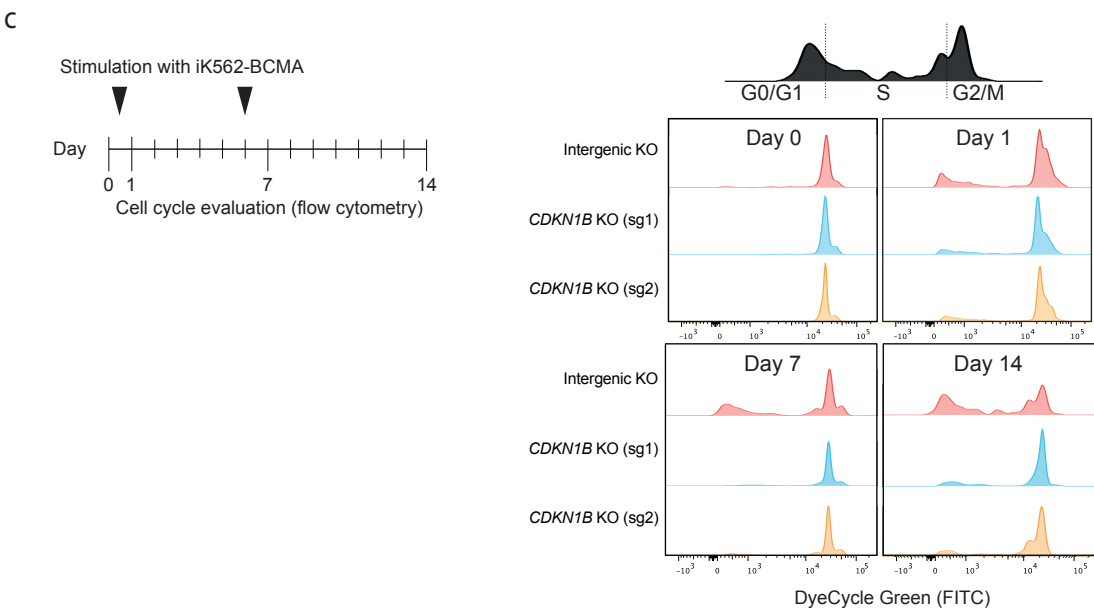 C
Stimulation with iK562-BCMA
Day
0 1 7 14
Cell cycle evaluation (flow cytometry)
G0/G1 S G2/M
Day 0 Day 1
Intergenic KO
CDKN1B KO (sg1)
CDKN1B KO (sg2)
-10³ 0 10³ 10⁴ 10⁵ -10³ 0 10³ 10⁴ 10⁵
Day 7 Day 14
Intergenic KO
CDKN1B KO (sg1)
CDKN1B KO (sg2)
-10³ 0 10³ 10⁴ 10⁵ -10³ 0 10³ 10⁴ 10⁵
DyeCycle Green (FITC)